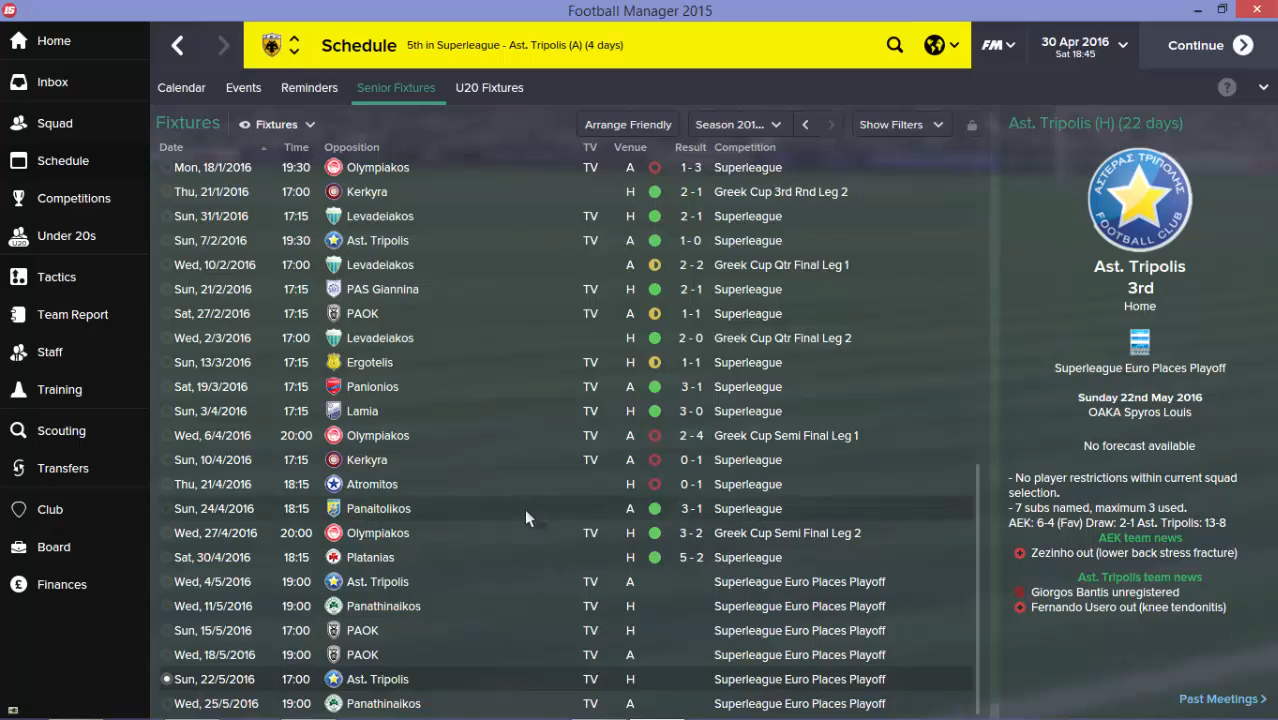 15 Football Manager 2015
Home
Inbox
Squad
Schedule
Competitions
U20 Under 20s
Tactics
Team Report
Staff
Training
Scouting
Transfers
Club
Board
Finances
Schedule 5th in Superleague - Ast. Tripolis (A) (4 days)
FM
30 Apr 2016
Sat 18:45
Continue
Calendar Events Reminders Senior Fixtures U20 Fixtures
?
Fixtures Fixtures Arrange Friendly Season 201... Show Filters
Date Time Opposition TV Venue Result Competition
Mon, 18/1/2016 19:30 Olympiakos TV A 1 - 3 Superleague
Thu, 21/1/2016 17:00 Kerkyra H 2 - 1 Greek Cup 3rd Rnd Leg 2
Sun, 31/1/2016 17:15 Levadeiakos TV H 2 - 1 Superleague
Sun, 7/2/2016 19:30 Ast. Tripolis TV A 1 - 0 Superleague
Wed, 10/2/2016 17:00 Levadeiakos A 2 - 2 Greek Cup Qtr Final Leg 1
Sun, 21/2/2016 17:15 PAS Giannina TV H 2 - 1 Superleague
Sat, 27/2/2016 17:15 PAOK TV A 1 - 1 Superleague
Wed, 2/3/2016 17:00 Levadeiakos H 2 - 0 Greek Cup Qtr Final Leg 2
Sun, 13/3/2016 17:15 Ergotelis TV H 1 - 1 Superleague
Sat, 19/3/2016 17:15 Panionios TV A 3 - 1 Superleague
Sun, 3/4/2016 17:15 Lamia TV H 3 - 0 Superleague
Wed, 6/4/2016 20:00 Olympiakos TV A 2 - 4 Greek Cup Semi Final Leg 1
Sun, 10/4/2016 17:15 Kerkyra TV A 0 - 1 Superleague
Thu, 21/4/2016 18:15 Atromitos H 0 - 1 Superleague
Sun, 24/4/2016 18:15 Panaitolikos A 3 - 1 Superleague
Wed, 27/4/2016 20:00 Olympiakos TV H 3 - 2 Greek Cup Semi Final Leg 2
Sat, 30/4/2016 18:15 Platanias H 5 - 2 Superleague
Wed, 4/5/2016 19:00 Ast. Tripolis TV A Superleague Euro Places Playoff
Wed, 11/5/2016 19:00 Panathinaikos TV H Superleague Euro Places Playoff
Sun, 15/5/2016 17:00 PAOK TV H Superleague Euro Places Playoff
Wed, 18/5/2016 19:00 PAOK TV A Superleague Euro Places Playoff
Sun, 22/5/2016 17:00 Ast. Tripolis TV H Superleague Euro Places Playoff
Wed, 25/5/2016 19:00 Panathinaikos TV A Superleague Euro Places Playoff
Ast. Tripolis (H) (22 days)
ΑΣΤΕΡΑΣ ΤΡΙΠΟΛΗΣ
FOOTBALL CLUB
Ast. Tripolis
3rd
Home
Superleague Euro Places Playoff
Sunday 22nd May 2016
OAKA Spyros Louis
No forecast available
- No player restrictions within current squad
selection.
- 7 subs named, maximum 3 used.
AEK: 6-4 (Fav) Draw: 2-1 Ast. Tripolis: 13-8
AEK team news
Zezinho out (lower back stress fracture)
Ast. Tripolis team news
Giorgos Bantis unregistered
Fernando Usero out (knee tendonitis)
Past Meetings >